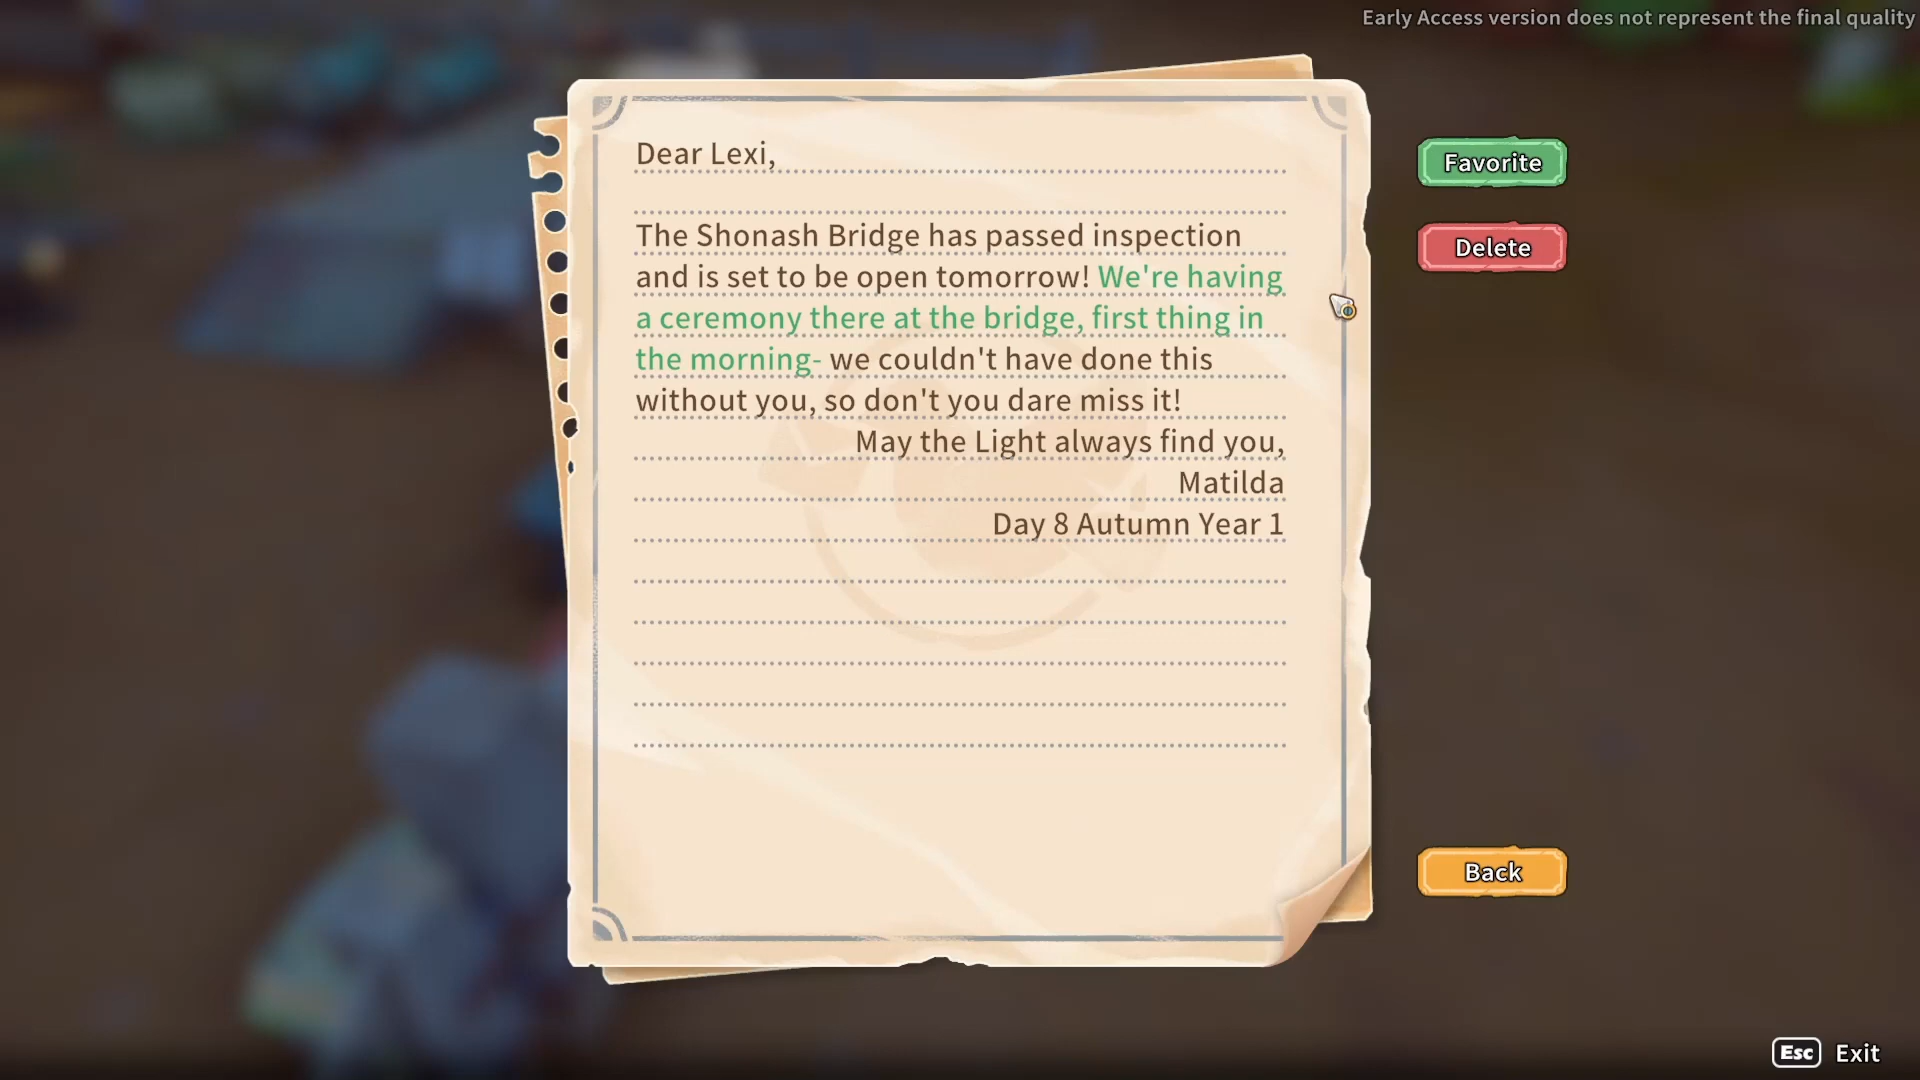 Early Access version does not represent the final quality
Dear Lexi,
The Shonash Bridge has passed inspection
and is set to be open tomorrow! We're having
a ceremony there at the bridge, first thing in
the morning- we couldn't have done this
without you, so don't you dare miss it!
May the Light always find you,
Matilda
Day 8 Autumn Year 1
Favorite
Delete
Back
Esc Exit